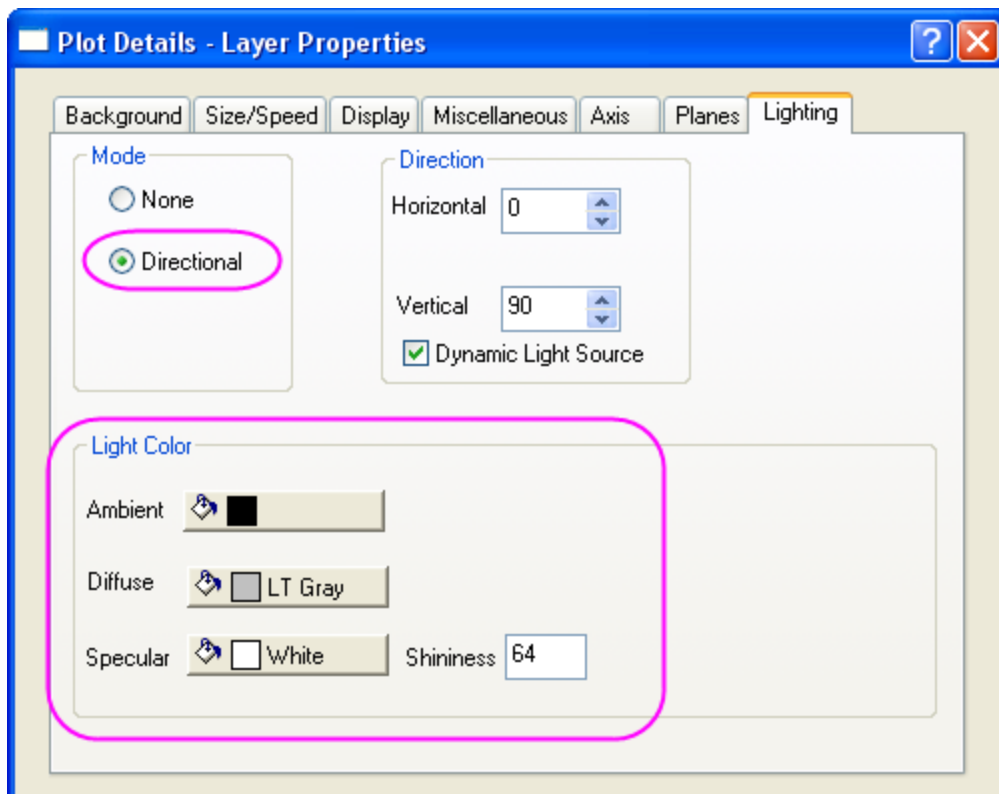 Plot Details - Layer Properties
?
Background Size/Speed Display Miscellaneous Axis Planes Lighting
Mode
None
Directional
Direction
Horizontal 0
Vertical 90
Dynamic Light Source
Light Color
Ambient
Diffuse LT Gray
Specular White Shininess 64